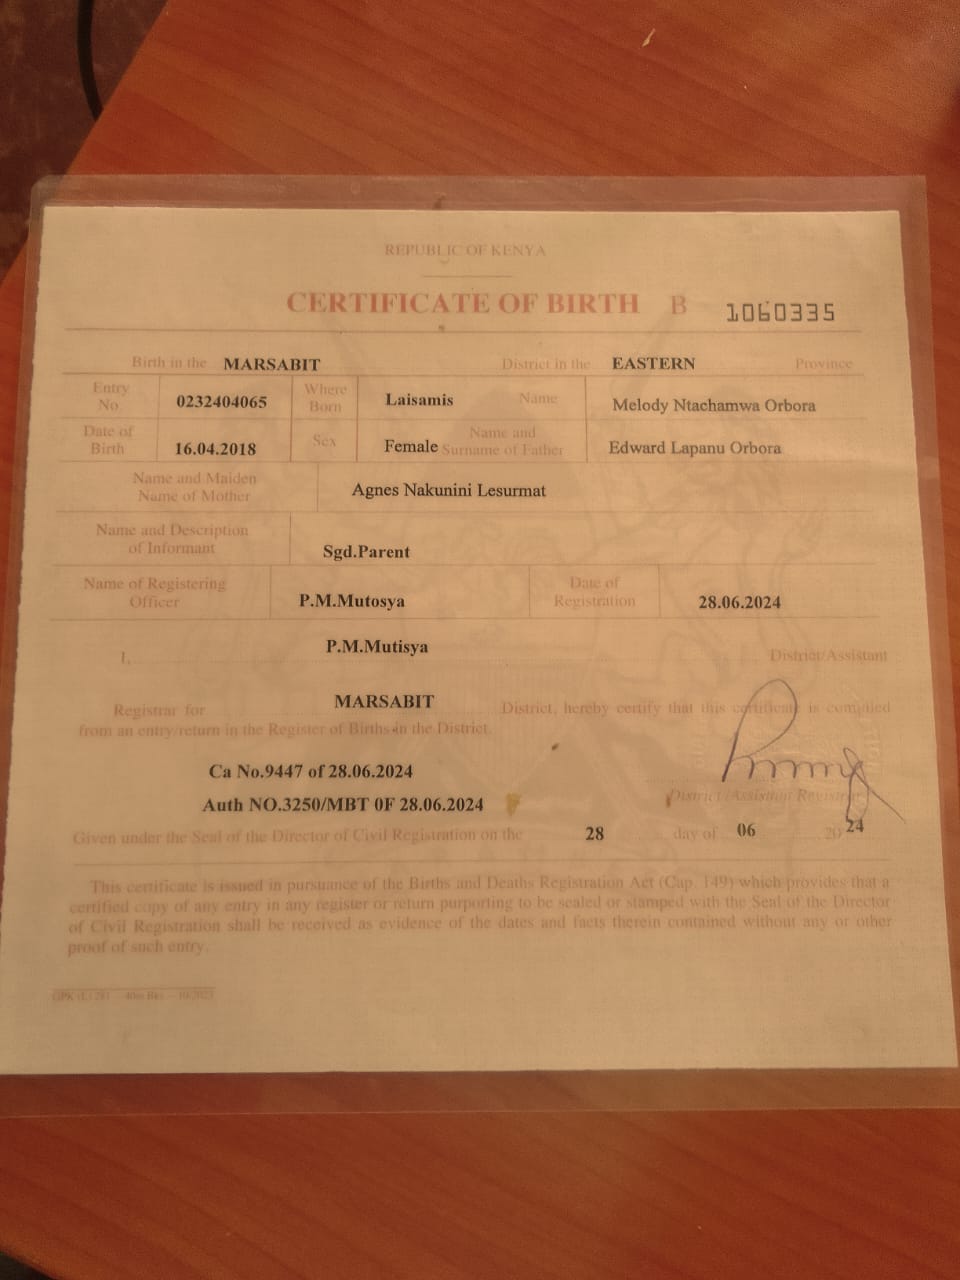 REPUBLIC OF KENYA
CERTIFICATE OF BIRTH B 1060335
Birth in the MARSABIT District in the EASTERN Province
Entry No. 0232404065 Where Born Laisamis Name Melody Ntachamwa Orbora
Date of Birth 16.04.2018 Sex Female Name and Surname of Father Edward Lapanu Orbora
Name and Maiden Name of Mother Agnes Nakunini Lesurmat
Name and Description of Informant Sgd.Parent
Name of Registering Officer P.M.Mutosya Date of Registration 28.06.2024
I, P.M.Mutisya District/Assistant
Registrar for MARSABIT District, hereby certify that this certificate is compiled
from an entry/return in the Register of Births in the District.
Ca No.9447 of 28.06.2024
Auth NO.3250/MBT 0F 28.06.2024
District/Assistant Registrar
Given under the Seal of the Director of Civil Registration on the 28 day of 06 2024
This certificate is issued in pursuance of the Births and Deaths Registration Act (Cap. 149) which provides that a
certified copy of any entry in any register or return purporting to be sealed or stamped with the Seal of the Director
of Civil Registration shall be received as evidence of the dates and facts therein contained without any or other
proof of such entry.